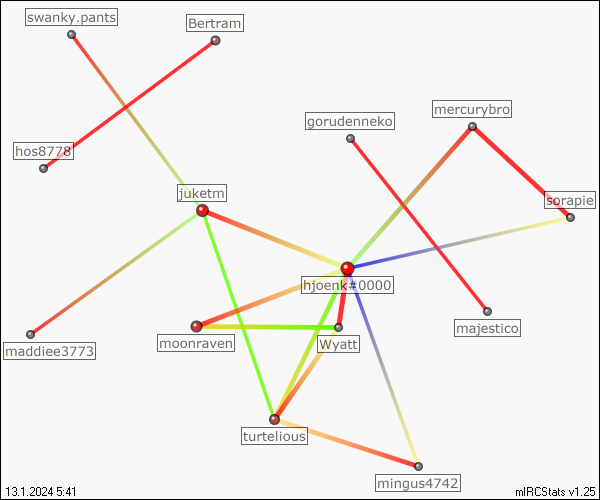 swanky.pants
Bertram
mercurybro
gorudenneko
hos8778
juketm
sorapie
hjoenk#0000
majestico
moonraven
Wyatt
maddiee3773
turtelious
mingus4742
13.1.2024 5:41
mIRCStats v1.25